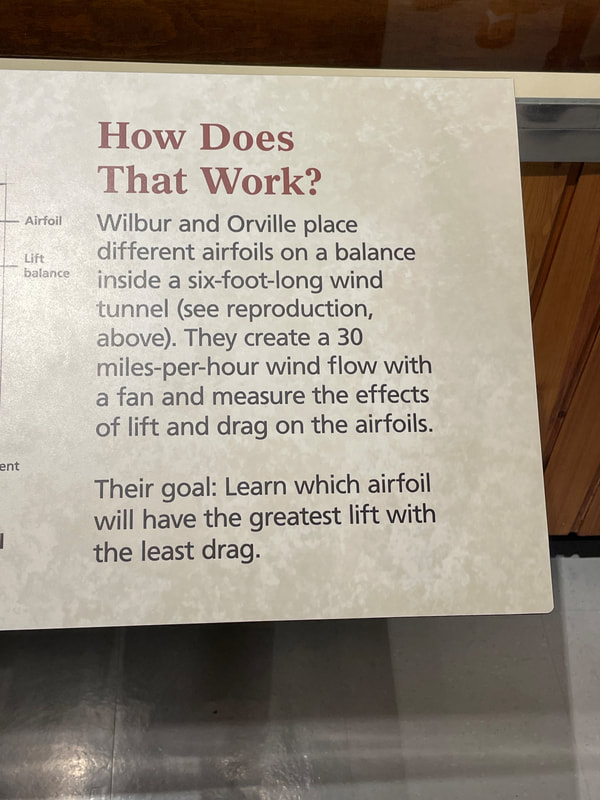 How Does
That Work?
Airfoil
Lift
balance
Wilbur and Orville place
different airfoils on a balance
inside a six-foot-long wind
tunnel (see reproduction,
above). They create a 30
miles-per-hour wind flow with
a fan and measure the effects
of lift and drag on the airfoils.
ent
Their goal: Learn which airfoil
will have the greatest lift with
the least drag.